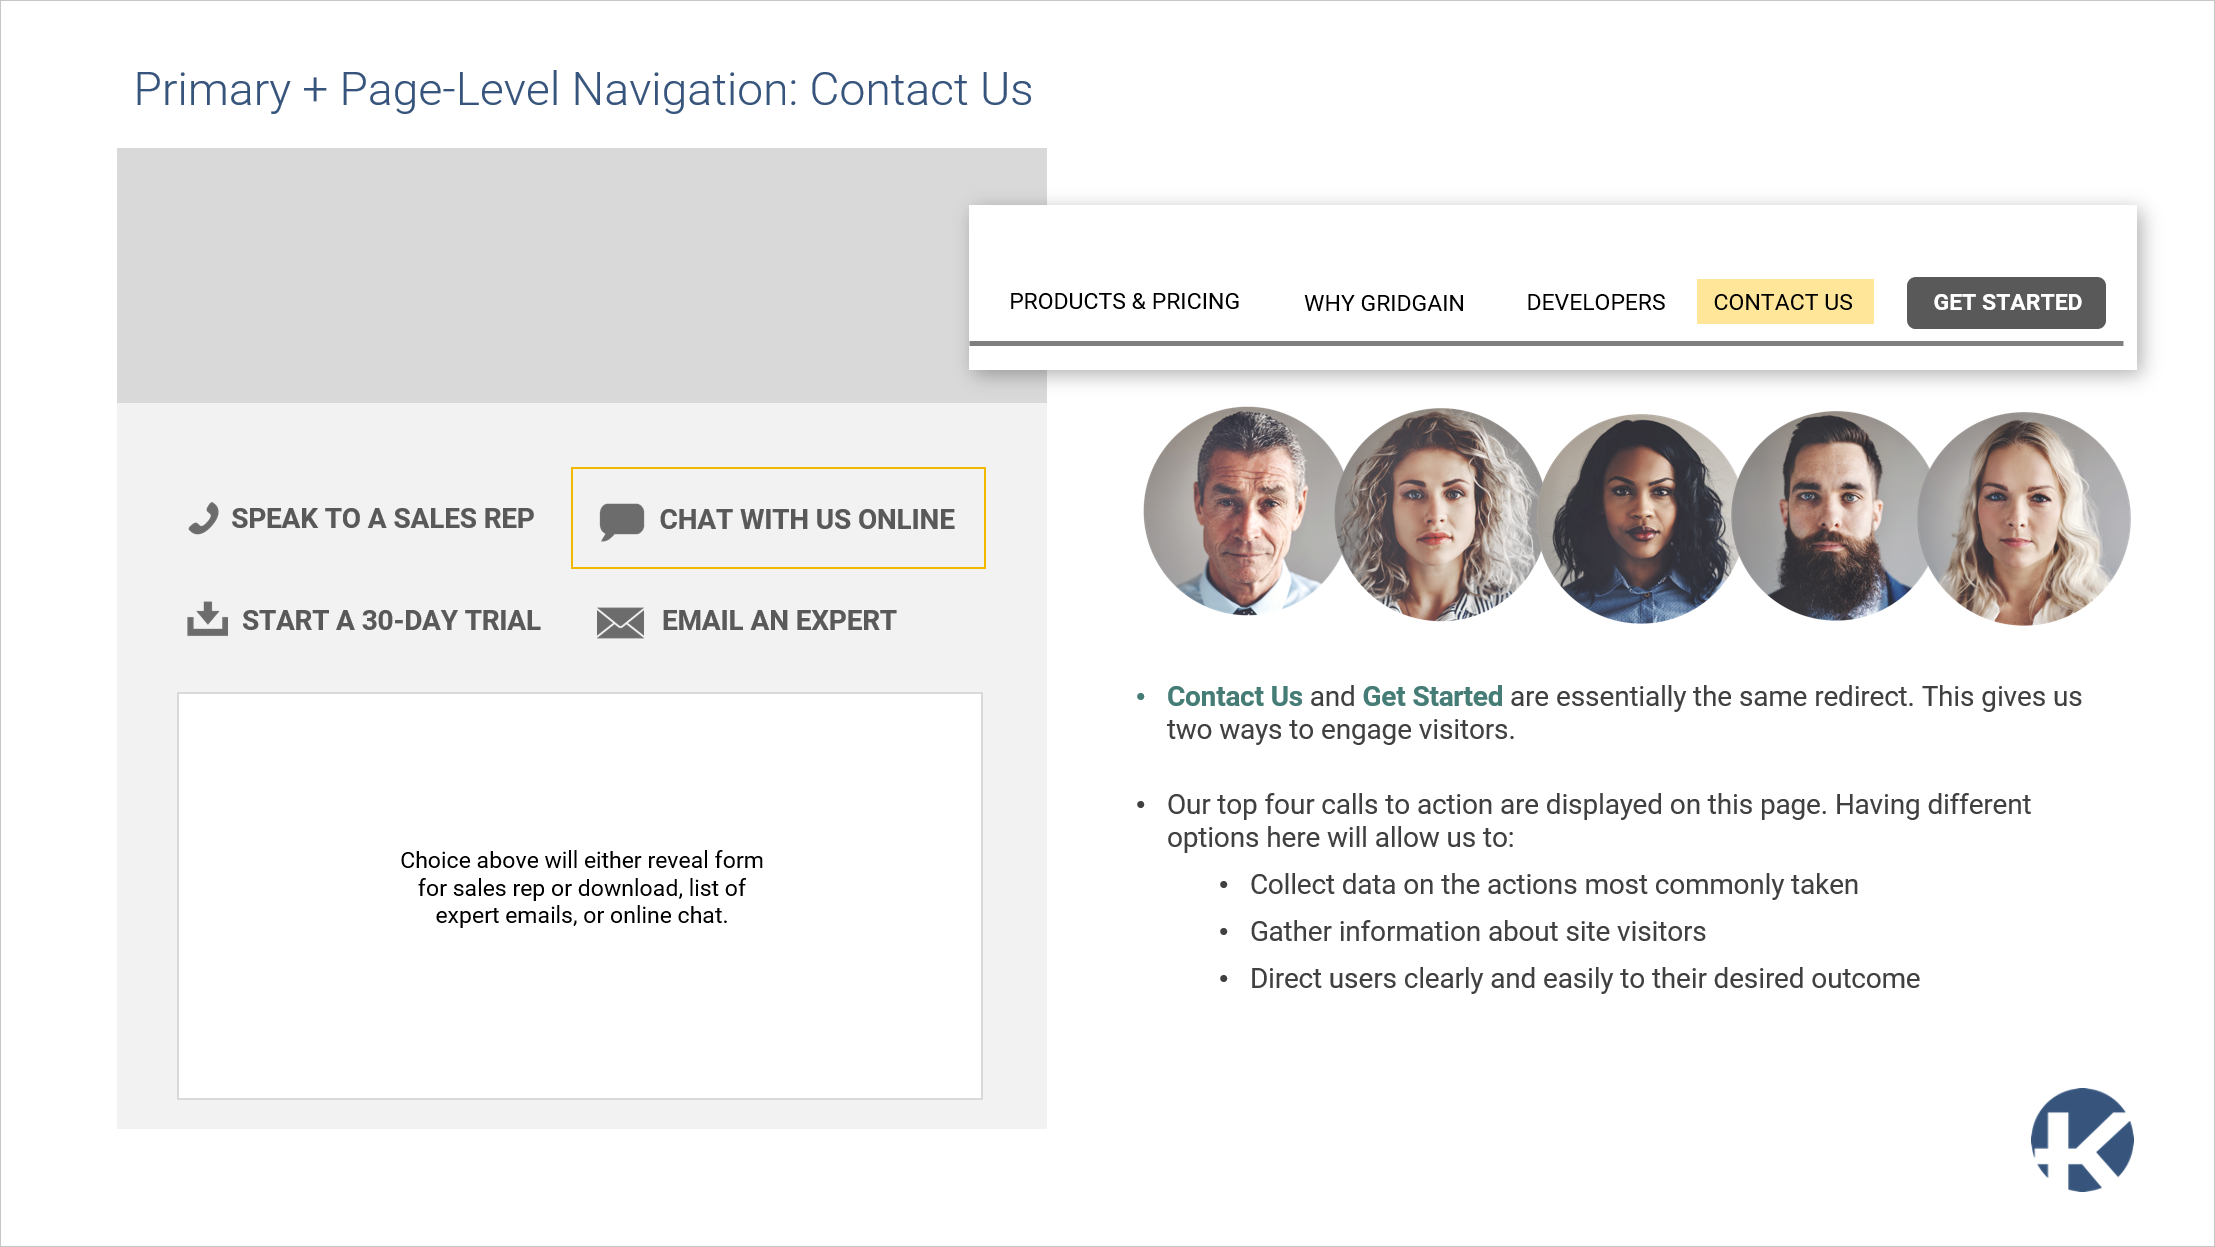 Primary + Page-Level Navigation: Contact Us
PRODUCTS & PRICING
WHY GRIDGAIN
DEVELOPERS
CONTACT US
GET STARTED
SPEAK TO A SALES REP
CHAT WITH US ONLINE
START A 30-DAY TRIAL
EMAIL AN EXPERT
Choice above will either reveal form
for sales rep or download, list of
expert emails, or online chat.
• Contact Us and Get Started are essentially the same redirect. This gives us
two ways to engage visitors.
• Our top four calls to action are displayed on this page. Having different
options here will allow us to:
• Collect data on the actions most commonly taken
• Gather information about site visitors
• Direct users clearly and easily to their desired outcome
K